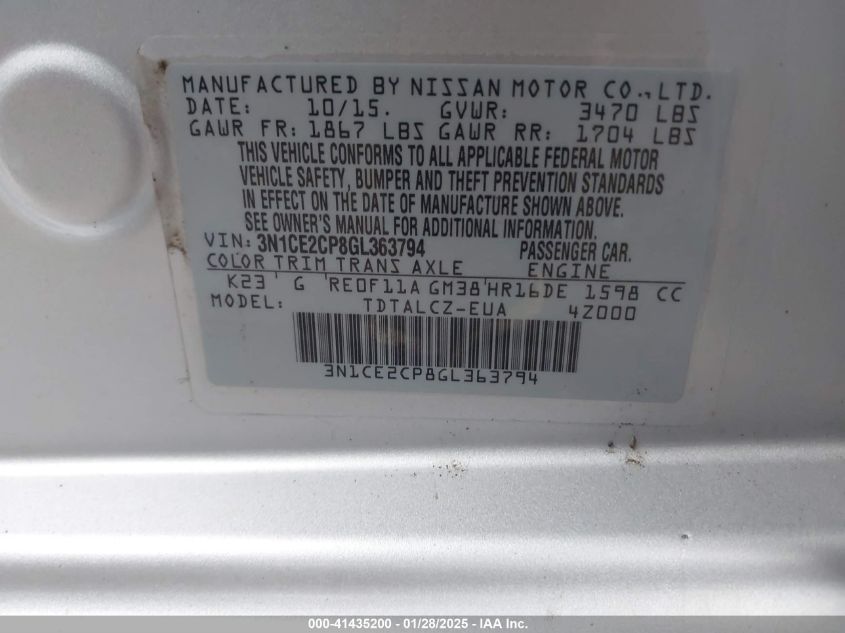 MANUFACTURED BY NISSAN MOTOR CO., LTD.
DATE: 10/15. GVWR: 3470 LBS
GAWR FR: 1867 LBS GAWR RR: 1704 LBS
THIS VEHICLE CONFORMS TO ALL APPLICABLE FEDERAL MOTOR
VEHICLE SAFETY, BUMPER AND THEFT PREVENTION STANDARDS
IN EFFECT ON THE DATE OF MANUFACTURE SHOWN ABOVE.
SEE OWNER'S MANUAL FOR ADDITIONAL INFORMATION.
VIN: 3N1CE2CP8GL363794 PASSENGER CAR.
COLOR TRIM TRANS AXLE ENGINE
K23 G RE0F11A GM38 HR16DE 1598 CC
MODEL: TDTALCZ-EUA 4Z000
3N1CE2CP8GL363794
000-41435200 — 01/28/2025 — IAA Inc.